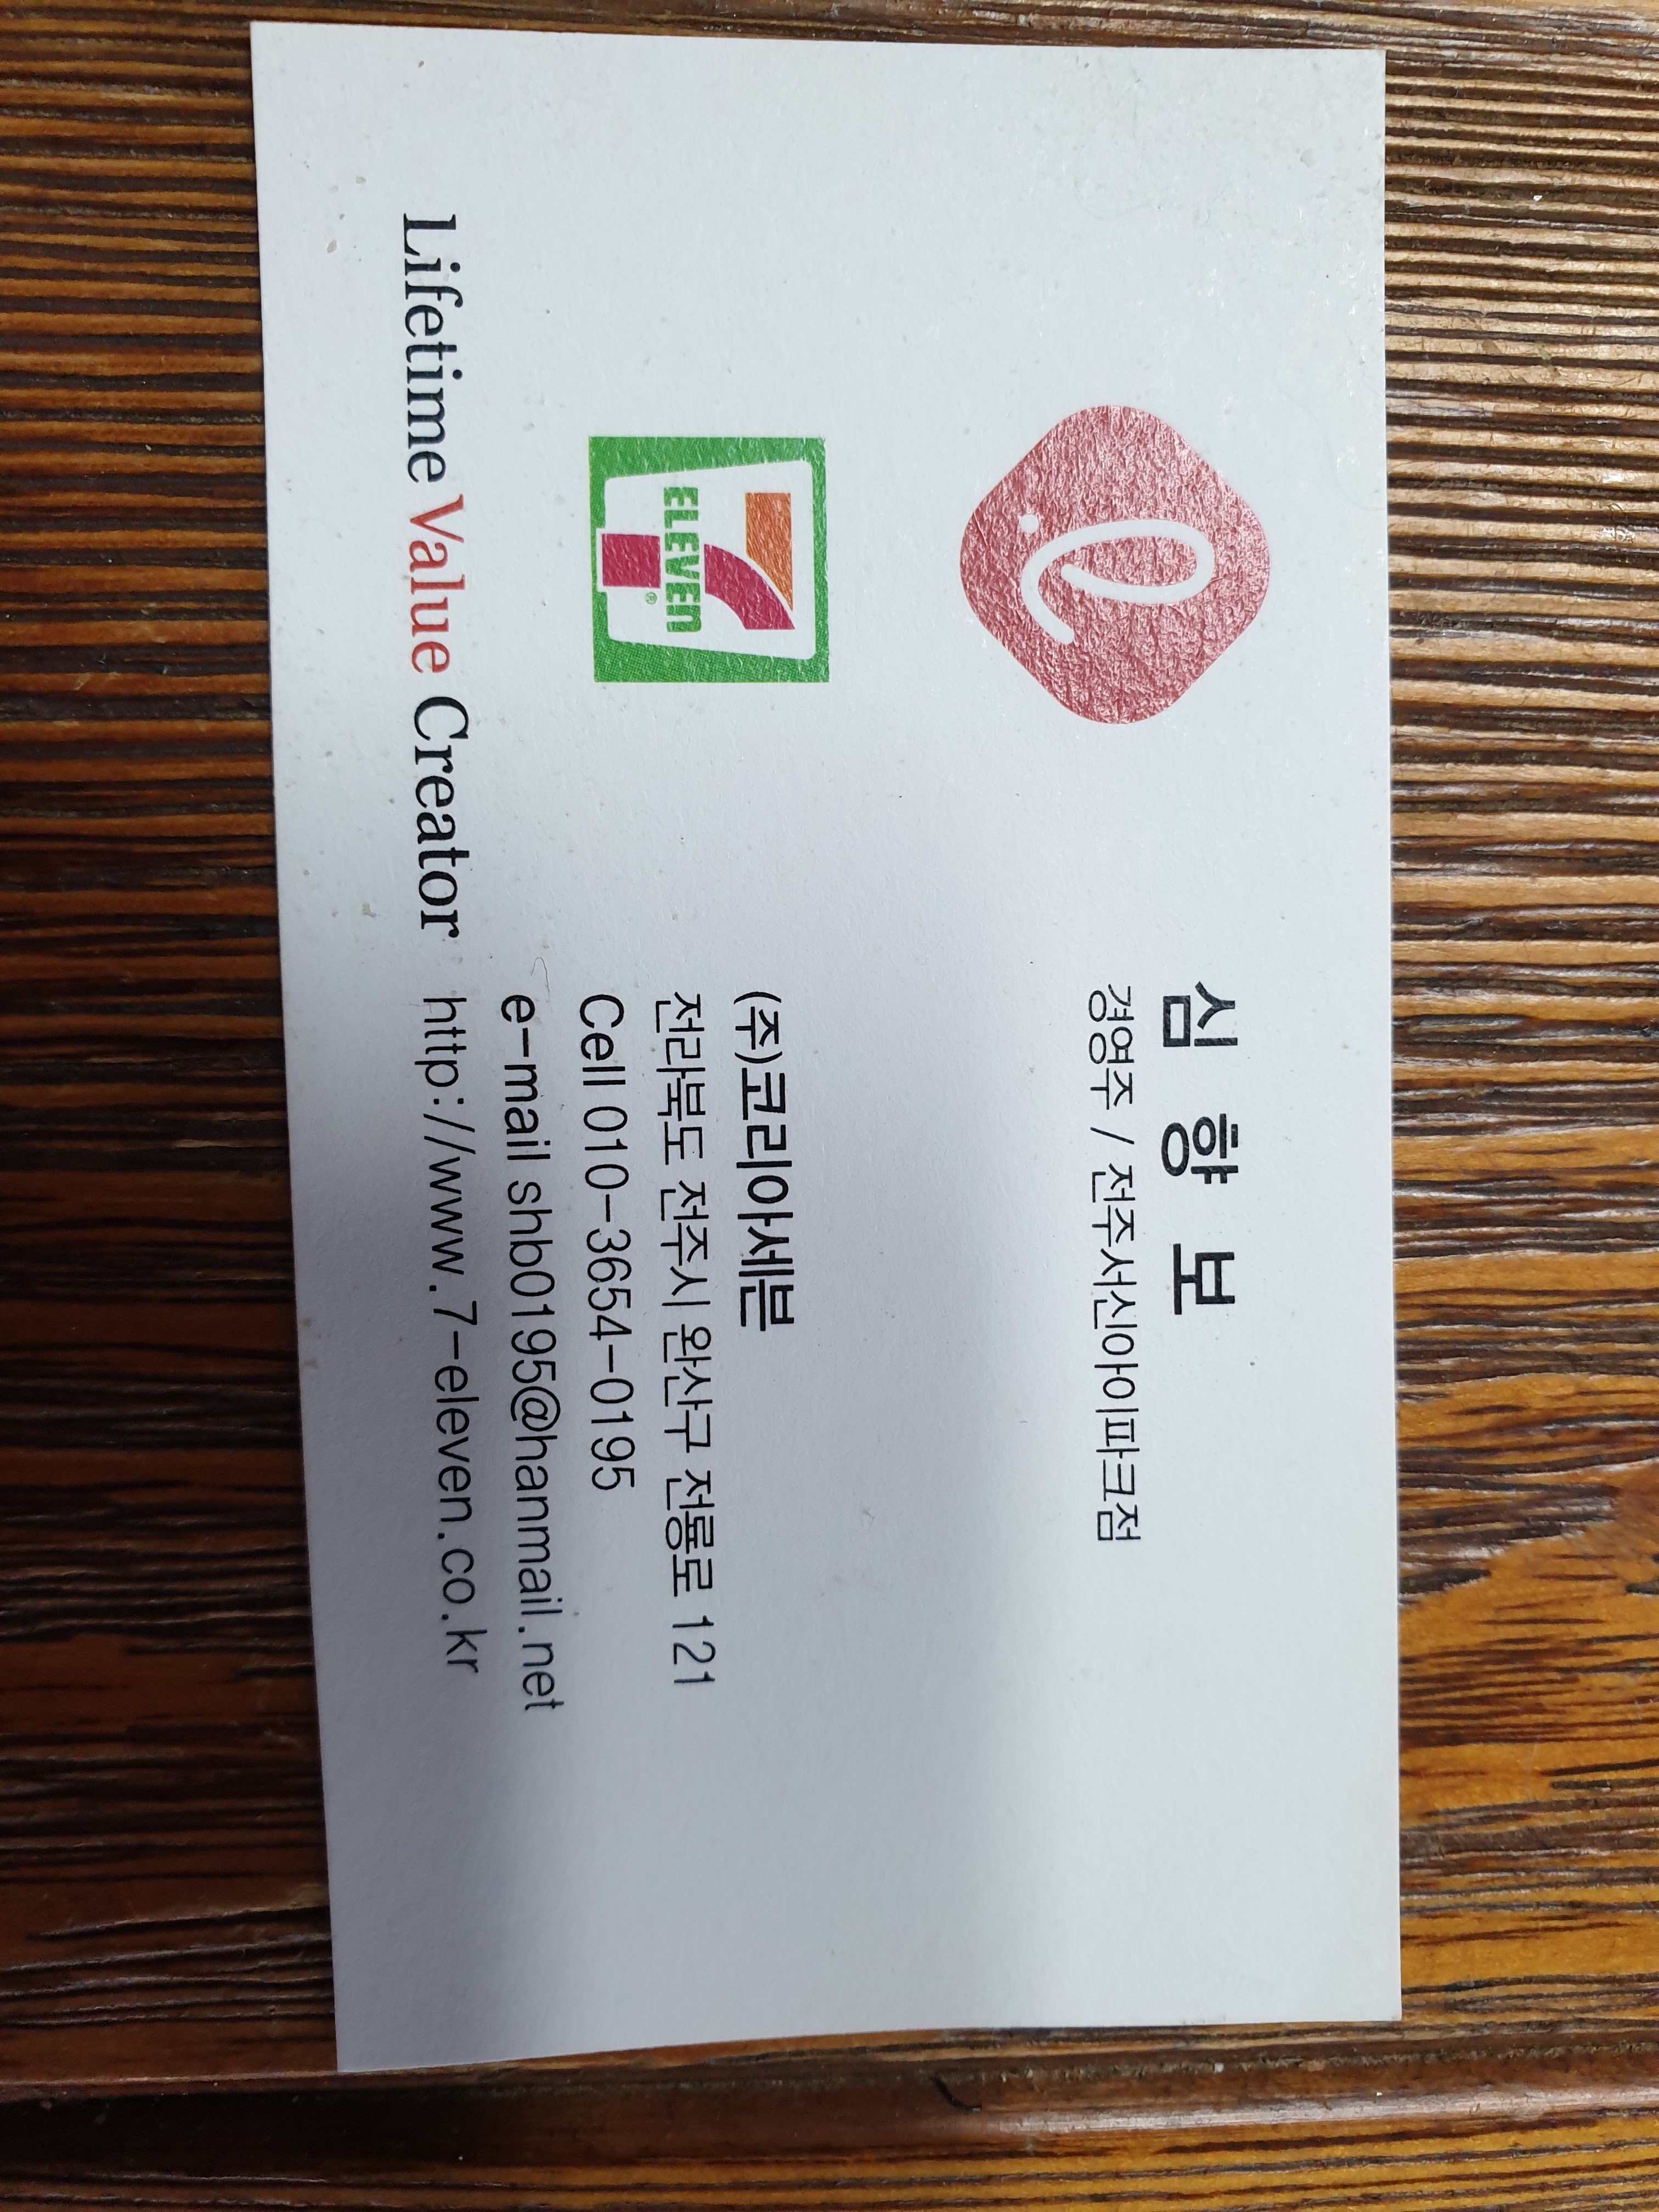 심 향 보
경영주 / 전주서신아이파크점
7
ELEVEN
®
(주)코리아세븐
전라북도 전주시 완산구 전룡로 121
Cell 010-3654-0195
e-mail shb0195@hanmail.net
Lifetime Value Creator
http://www.7-eleven.co.kr